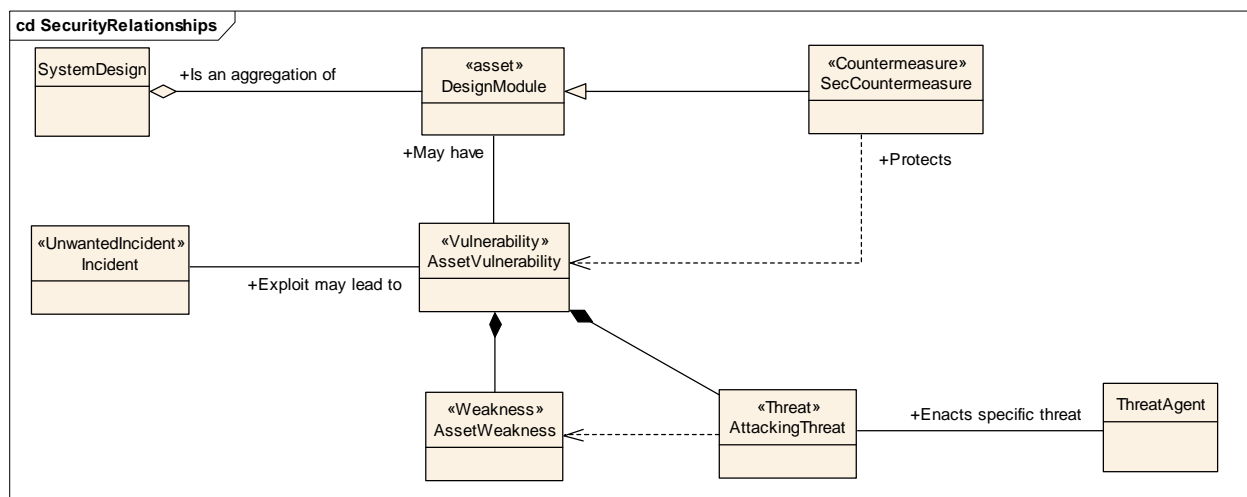 cd SecurityRelationships
SystemDesign
+Is an aggregation of
«asset»
DesignModule
«Countermeasure»
SecCountermeasure
+May have
+Protects
«UnwantedIncident»
Incident
+Exploit may lead to
«Vulnerability»
AssetVulnerability
«Weakness»
AssetWeakness
«Threat»
AttackingThreat
+Enacts specific threat
ThreatAgent